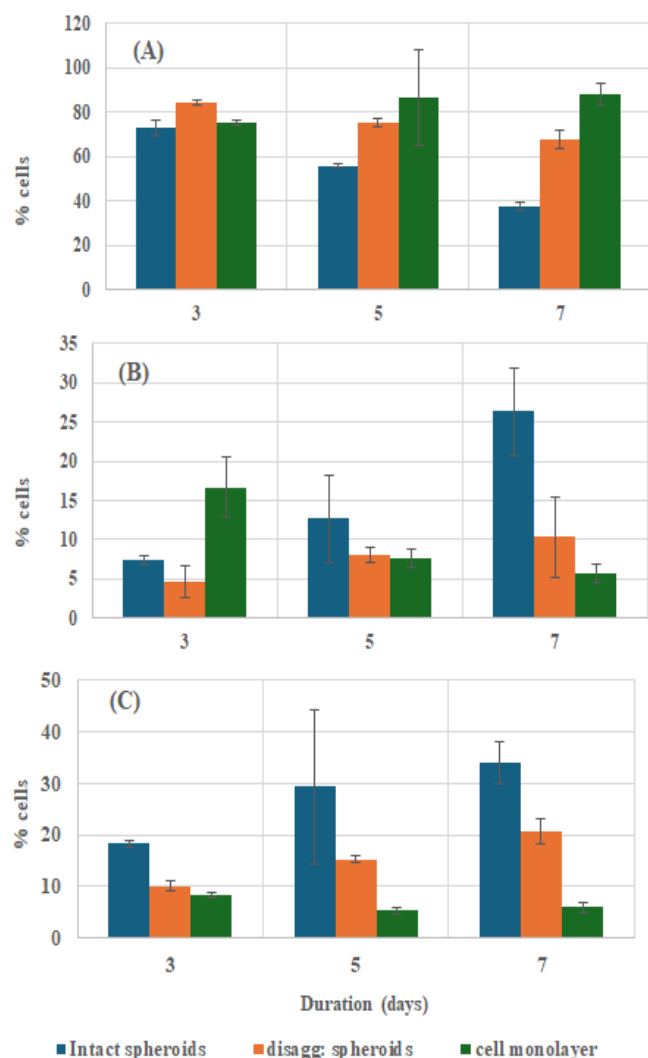 (A)
120
100
80
60
40
20
0
% cells
3 5 7
(B)
35
30
25
20
15
10
5
0
% cells
3 5 7
(C)
50
40
30
20
10
0
% cells
3 5 7
Duration (days)
Intact spheroids disagg: spheroids cell monolayer